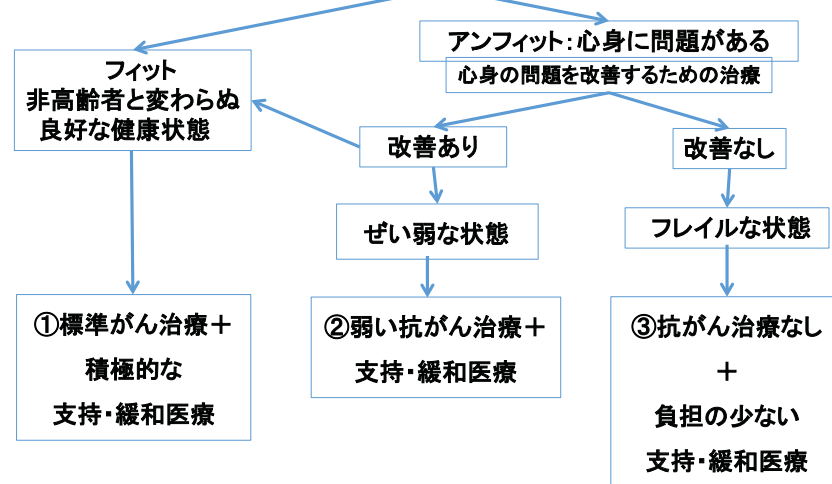 アンフィット：心身に問題がある
心身の問題を改善するための治療
フィット
非高齢者と変わらぬ
良好な健康状態
改善あり
改善なし
ぜい弱な状態
フレイルな状態
①標準がん治療＋
積極的な
支持・緩和医療
②弱い抗がん治療＋
支持・緩和医療
③抗がん治療なし
＋
負担の少ない
支持・緩和医療